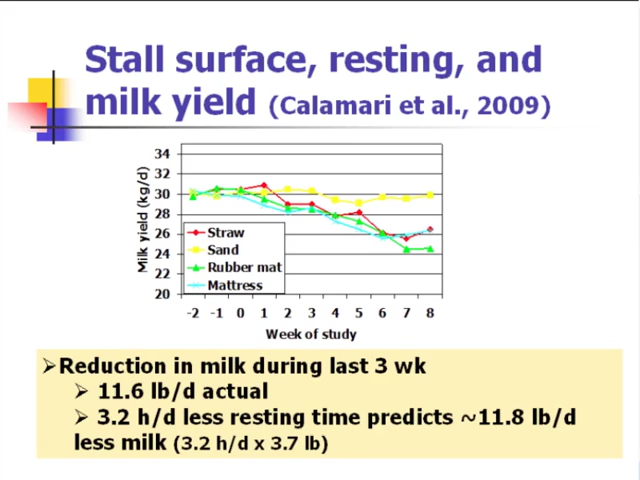 Stall surface, resting, and
milk yield (Calamari et al., 2009)
34
32
30
28
26
24
22
20
Milk yield (kg/d)
Straw
Sand
Rubber mat
Mattress
-2 -1 0 1 2 3 4 5 6 7 8
Week of study
➢Reduction in milk during last 3 wk
➢ 11.6 lb/d actual
➢ 3.2 h/d less resting time predicts ~11.8 lb/d
less milk (3.2 h/d x 3.7 lb)